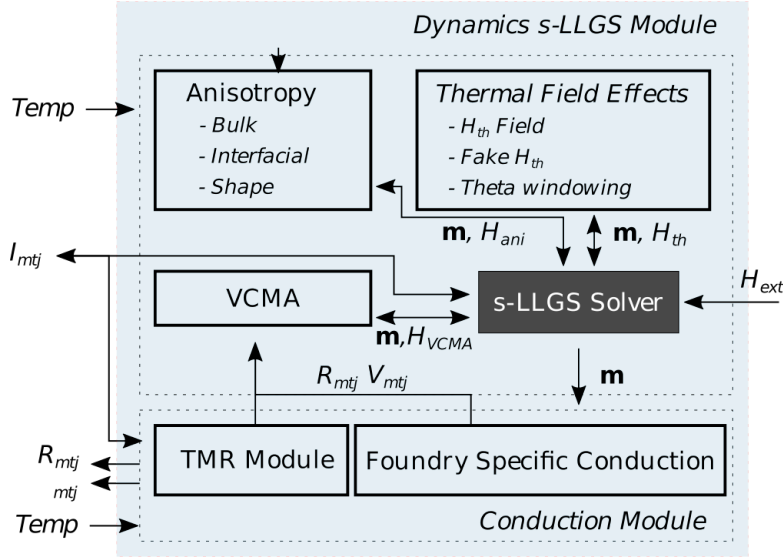 Dynamics s-LLGS Module
Temp
Anisotropy
- Bulk
- Interfacial
- Shape
Thermal Field Effects
- Hth Field
- Fake Hth
- Theta windowing
m, Hani
m, Hth
Imtj
VCMA
s-LLGS Solver
Hext
m,HVCMA
Rmtj Vmtj
m
TMR Module
Foundry Specific Conduction
Rmtj
mtj
Temp
Conduction Module